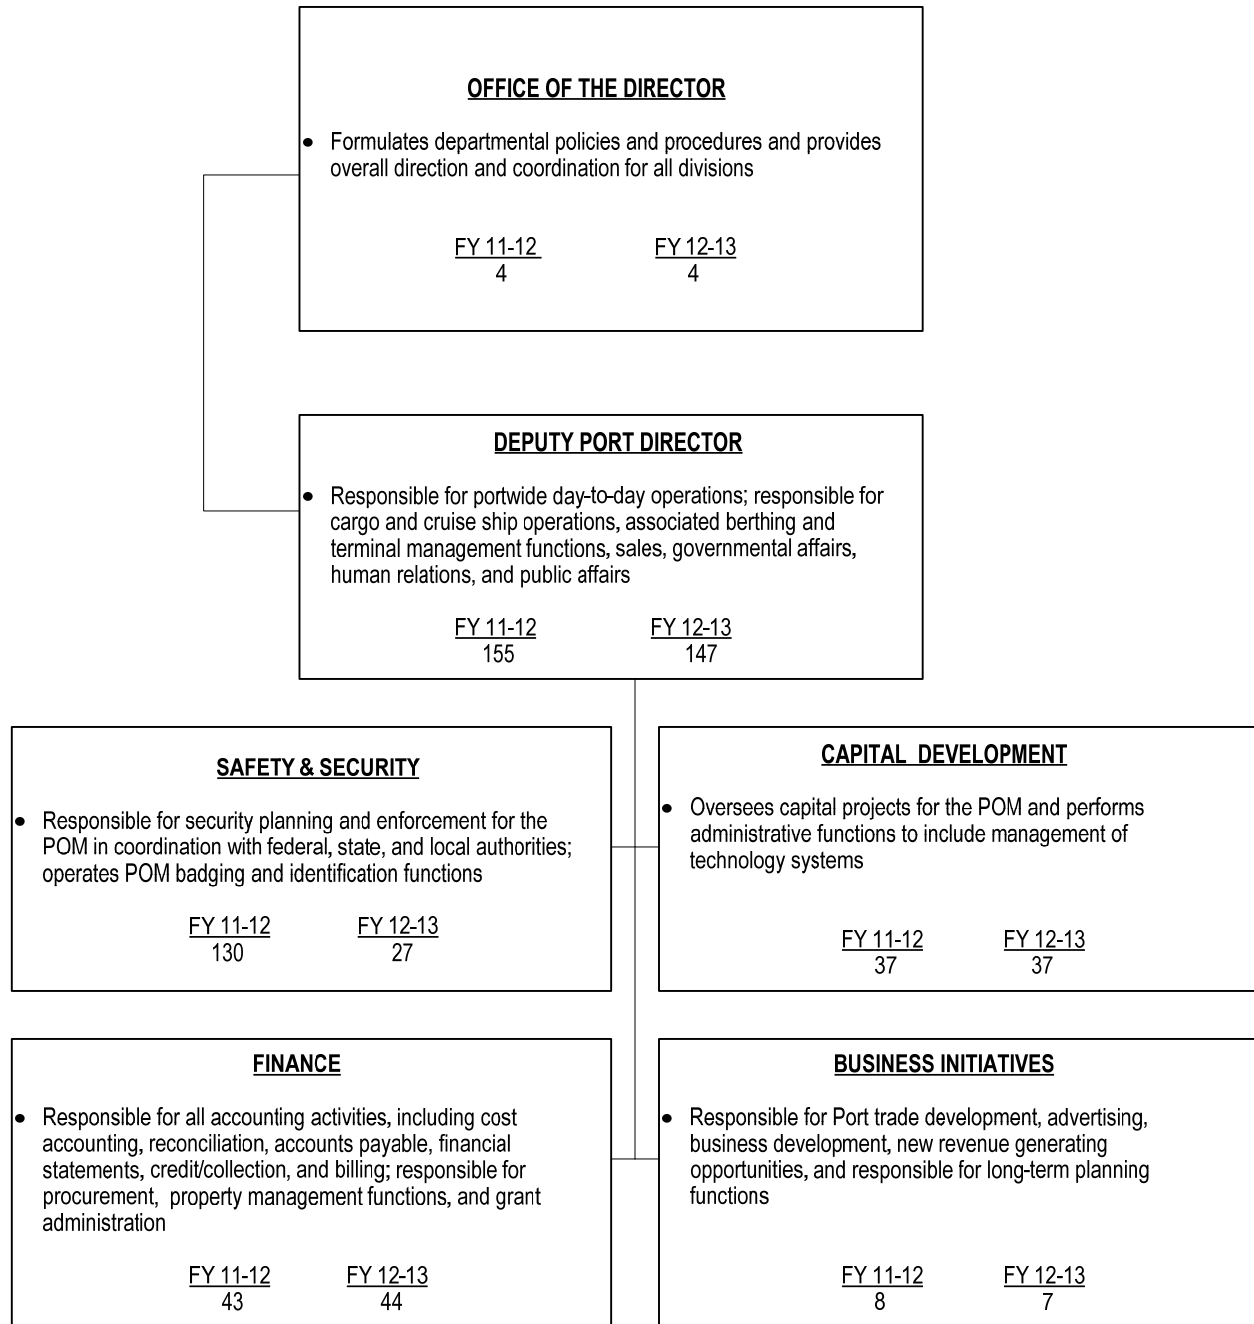 OFFICE OF THE DIRECTOR
• Formulates departmental policies and procedures and provides
overall direction and coordination for all divisions
FY 11-12 FY 12-13
4 4
DEPUTY PORT DIRECTOR
• Responsible for portwide day-to-day operations; responsible for
cargo and cruise ship operations, associated berthing and
terminal management functions, sales, governmental affairs,
human relations, and public affairs
FY 11-12 FY 12-13
155 147
SAFETY & SECURITY
• Responsible for security planning and enforcement for the
POM in coordination with federal, state, and local authorities;
operates POM badging and identification functions
FY 11-12 FY 12-13
130 27
CAPITAL DEVELOPMENT
• Oversees capital projects for the POM and performs
administrative functions to include management of
technology systems
FY 11-12 FY 12-13
37 37
FINANCE
• Responsible for all accounting activities, including cost
accounting, reconciliation, accounts payable, financial
statements, credit/collection, and billing; responsible for
procurement, property management functions, and grant
administration
FY 11-12 FY 12-13
43 44
BUSINESS INITIATIVES
• Responsible for Port trade development, advertising,
business development, new revenue generating
opportunities, and responsible for long-term planning
functions
FY 11-12 FY 12-13
8 7